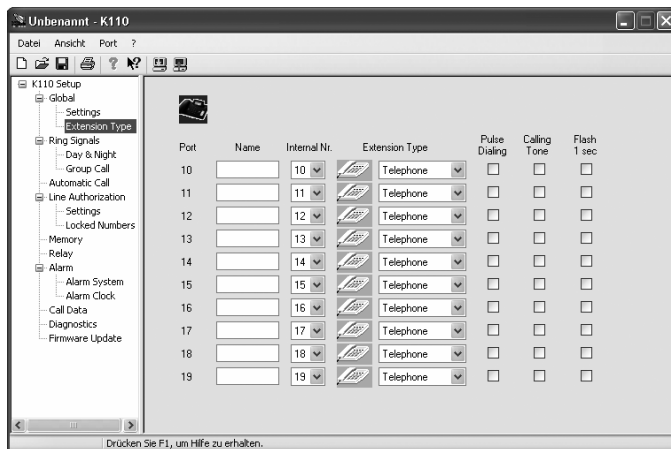 Unbenannt - K110
Datei Ansicht Port ?
K110 Setup
Global
Settings
Extension Type
Ring Signals
Day & Night
Group Call
Automatic Call
Line Authorization
Settings
Locked Numbers
Memory
Relay
Alarm
Alarm System
Alarm Clock
Call Data
Diagnostics
Firmware Update
Port Name Internal Nr. Extension Type Pulse Dialing Calling Tone Flash 1 sec
10 10 Telephone
11 11 Telephone
12 12 Telephone
13 13 Telephone
14 14 Telephone
15 15 Telephone
16 16 Telephone
17 17 Telephone
18 18 Telephone
19 19 Telephone
Drücken Sie F1, um Hilfe zu erhalten.